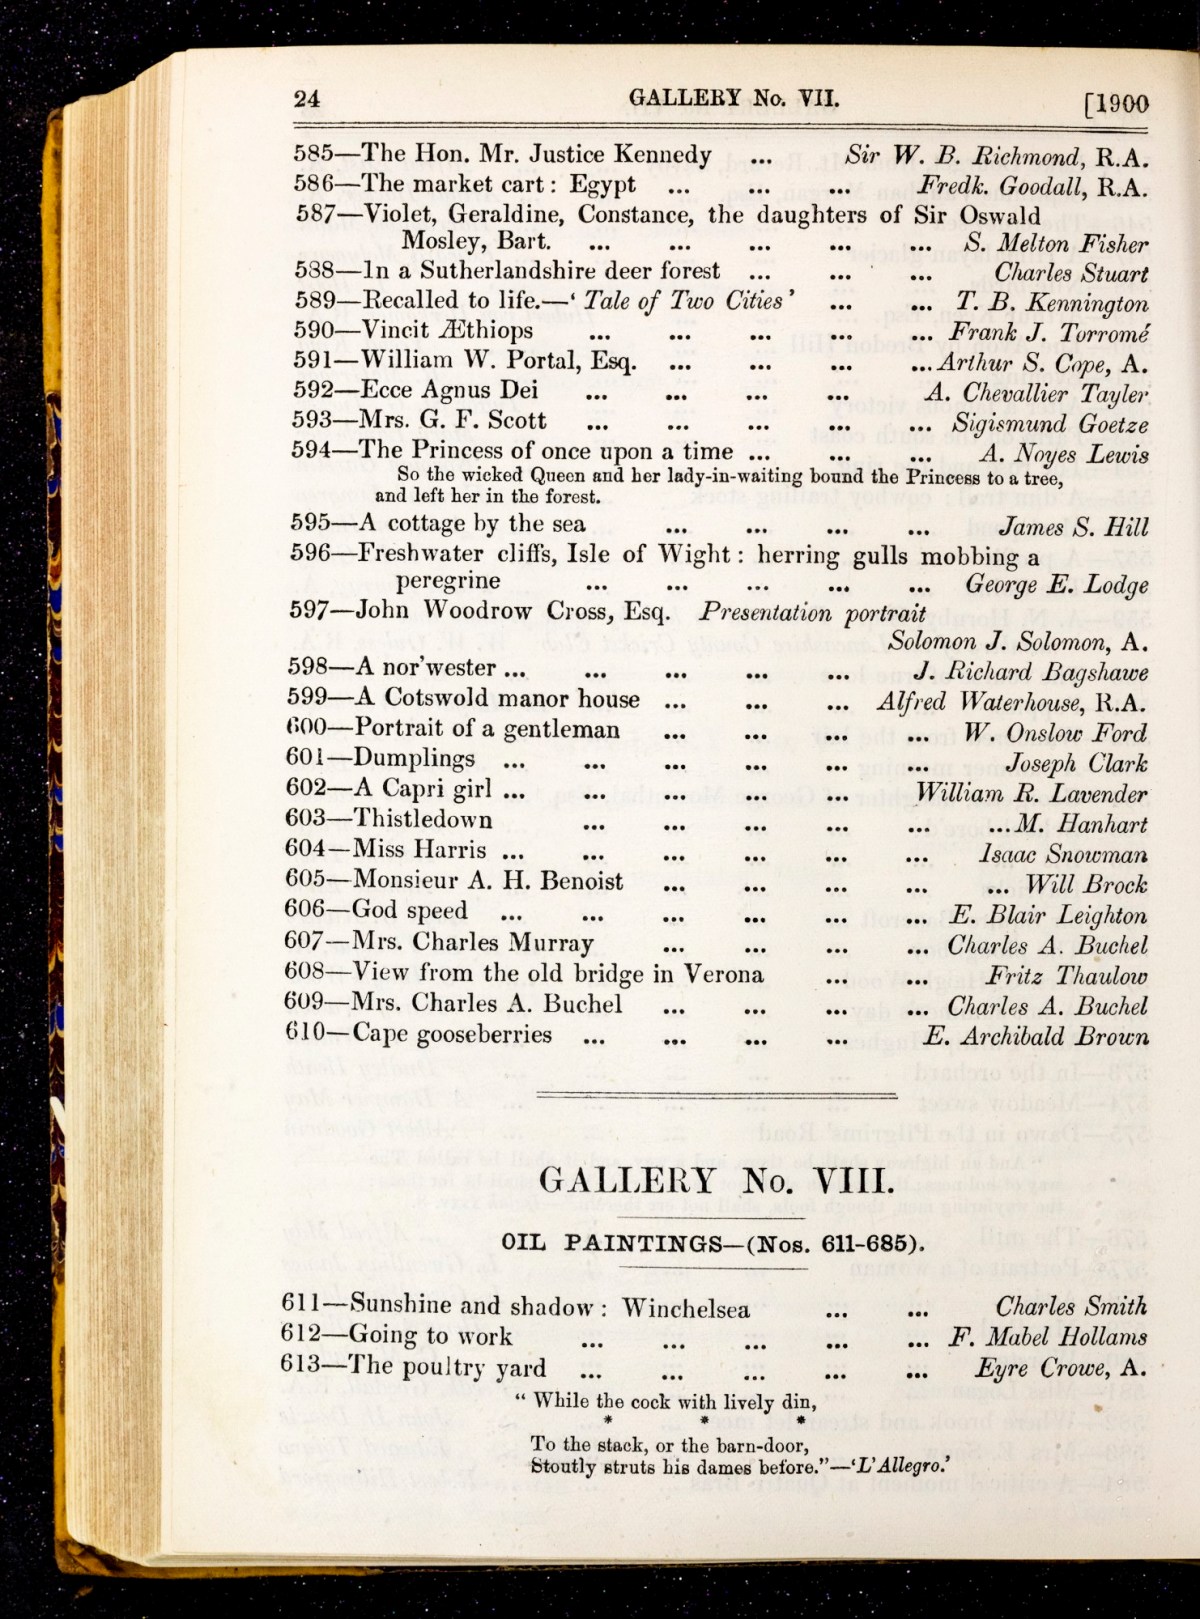 24 GALLERY No. VII. [1900
585—The Hon. Mr. Justice Kennedy ... Sir W. B. Richmond, R.A.
586—The market cart: Egypt ... ... ... Fredk. Goodall, R.A.
587—Violet, Geraldine, Constance, the daughters of Sir Oswald
Mosley, Bart. ... ... ... ... ... S. Melton Fisher
588—In a Sutherlandshire deer forest ... ... ... Charles Stuart
589—Recalled to life.—‘Tale of Two Cities’ ... ... T. B. Kennington
590—Vincit Æthiops ... ... ... ... ... Frank J. Torromé
591—William W. Portal, Esq. ... ... ... ... Arthur S. Cope, A.
592—Ecce Agnus Dei ... ... ... ... A. Chevallier Tayler
593—Mrs. G. F. Scott ... ... ... ... ... Sigismund Goetze
594—The Princess of once upon a time ... ... ... A. Noyes Lewis
So the wicked Queen and her lady-in-waiting bound the Princess to a tree,
and left her in the forest.
595—A cottage by the sea ... ... ... ... James S. Hill
596—Freshwater cliffs, Isle of Wight: herring gulls mobbing a
peregrine ... ... ... ... ... George E. Lodge
597—John Woodrow Cross, Esq. Presentation portrait
Solomon J. Solomon, A.
598—A nor’wester ... ... ... ... ... J. Richard Bagshawe
599—A Cotswold manor house ... ... ... Alfred Waterhouse, R.A.
600—Portrait of a gentleman ... ... ... ... W. Onslow Ford
601—Dumplings ... ... ... ... ... ... Joseph Clark
602—A Capri girl ... ... ... ... ... William R. Lavender
603—Thistledown ... ... ... ... ... ... M. Hanhart
604—Miss Harris ... ... ... ... ... ... Isaac Snowman
605—Monsieur A. H. Benoist ... ... ... ... ... Will Brock
606—God speed ... ... ... ... ... ... E. Blair Leighton
607—Mrs. Charles Murray ... ... ... ... Charles A. Buchel
608—View from the old bridge in Verona ... ... Fritz Thaulow
609—Mrs. Charles A. Buchel ... ... ... ... Charles A. Buchel
610—Cape gooseberries ... ... ... ... E. Archibald Brown
GALLERY No. VIII.
OIL PAINTINGS—(Nos. 611-685).
611—Sunshine and shadow: Winchelsea ... ... Charles Smith
612—Going to work ... ... ... ... ... F. Mabel Hollams
613—The poultry yard ... ... ... ... ... Eyre Crowe, A.
“While the cock with lively din,
* * *
To the stack, or the barn-door,
Stoutly struts his dames before.”—‘L’Allegro.’